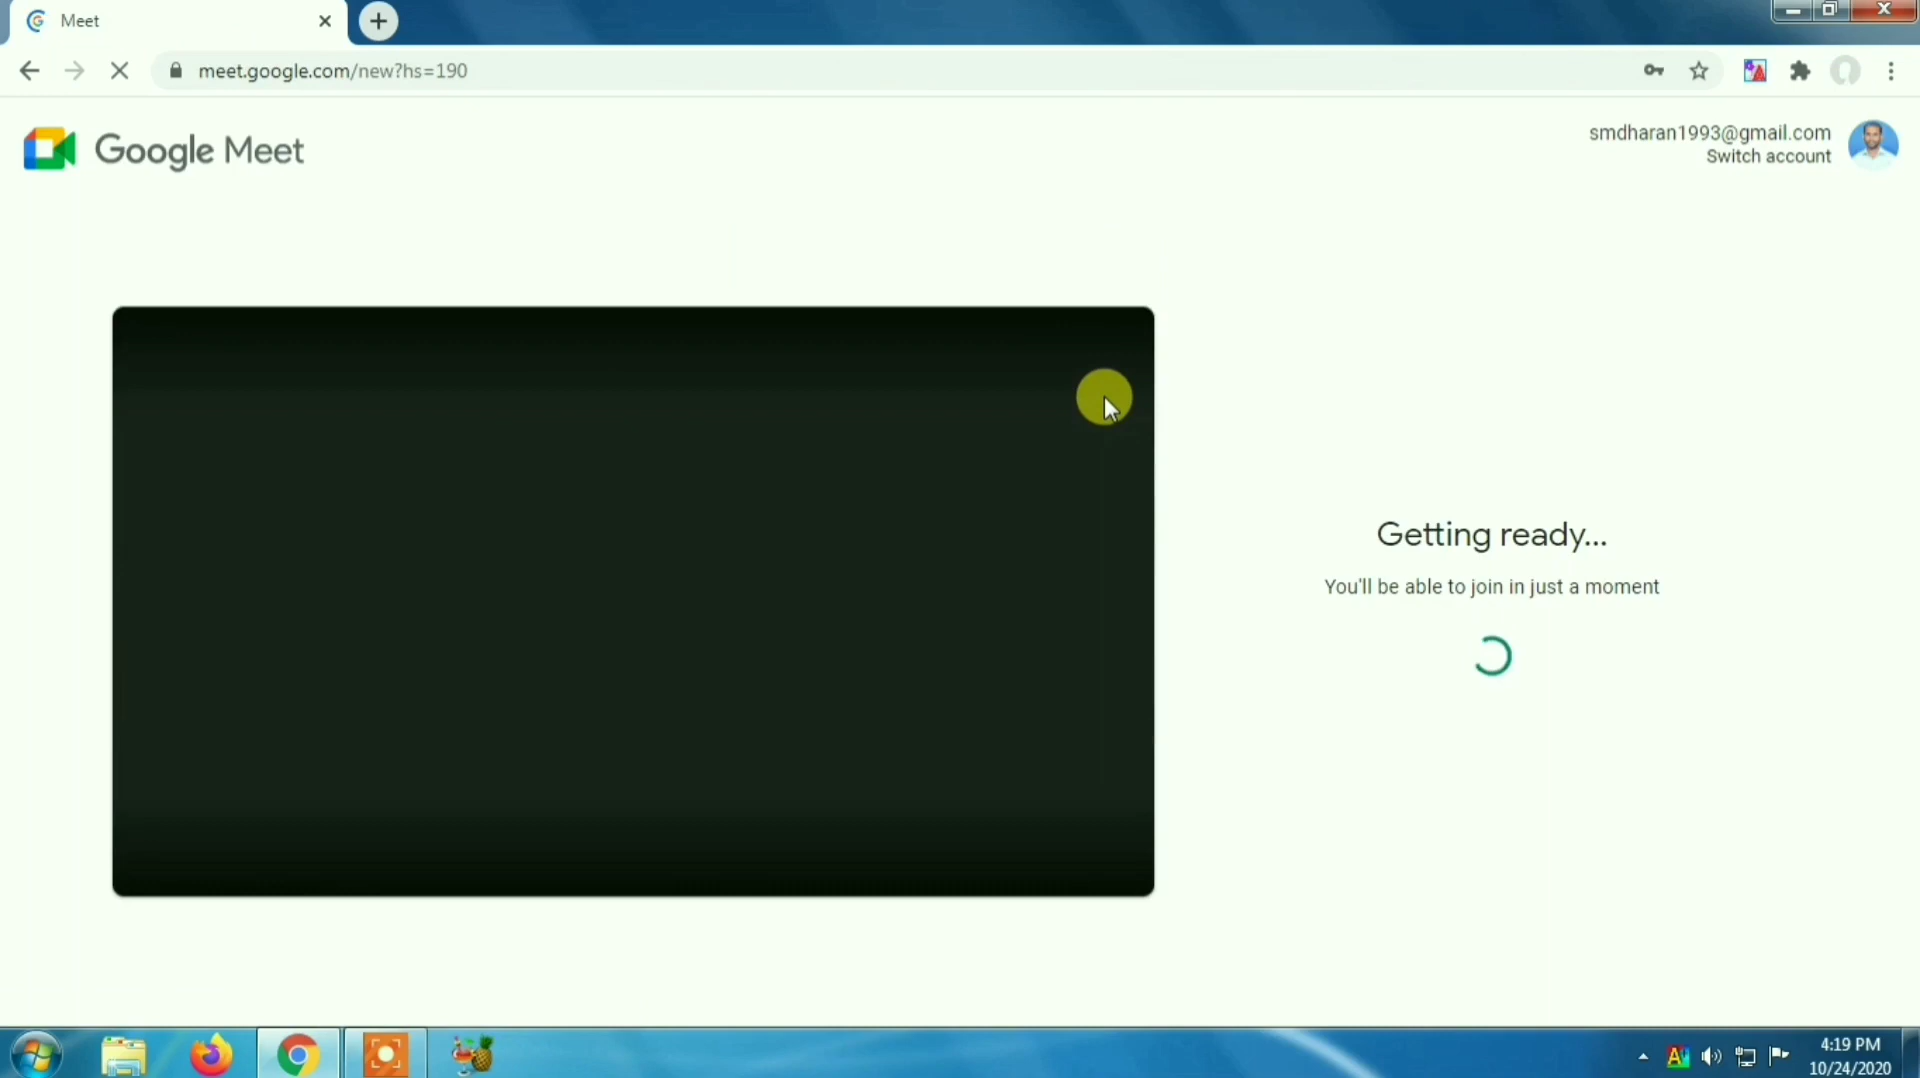 Meet
meet.google.com/new?hs=190
Google Meet
smdharan1993@gmail.com
Switch account
Getting ready...
You'll be able to join in just a moment
4:19 PM
10/24/2020